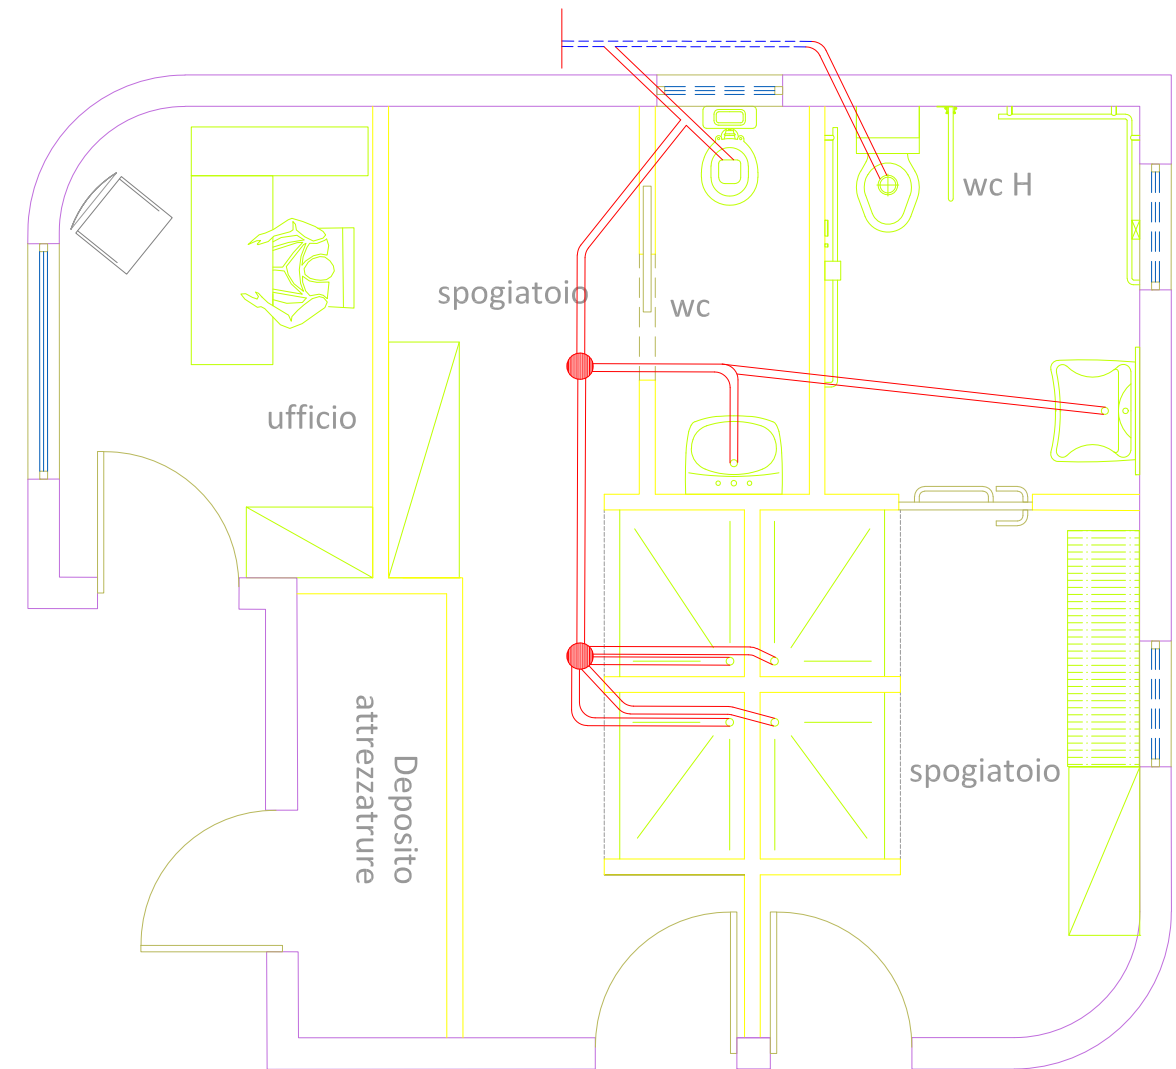 wc H
spogiatoio
wc
ufficio
Deposito
attrezzatrure
spogiatoio